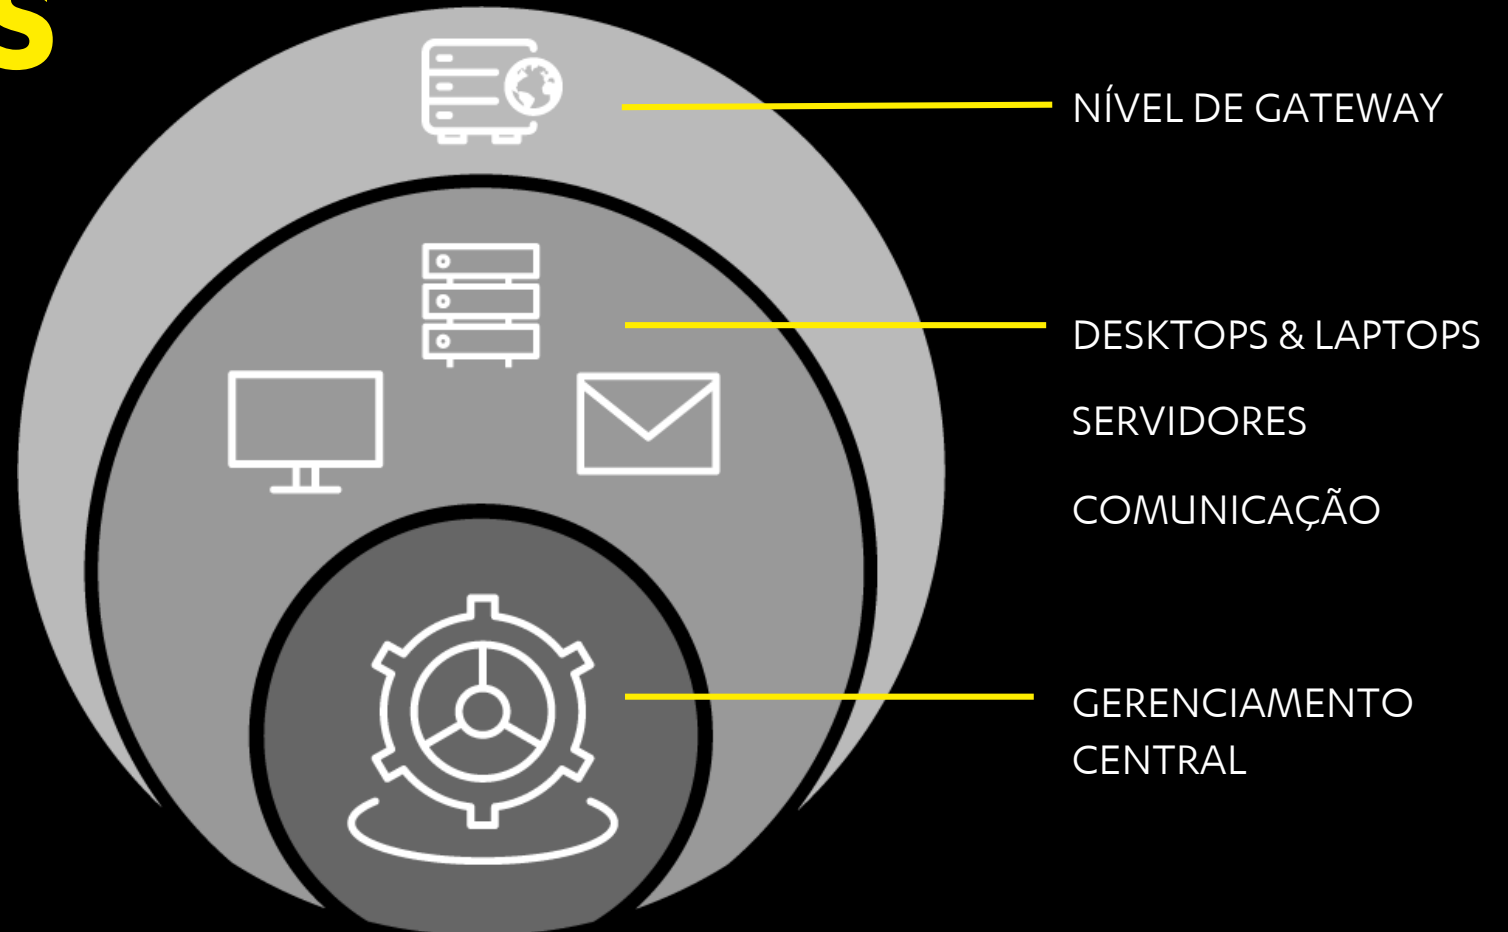 S
NÍVEL DE GATEWAY
DESKTOPS & LAPTOPS
SERVIDORES
COMUNICAÇÃO
GERENCIAMENTO
CENTRAL